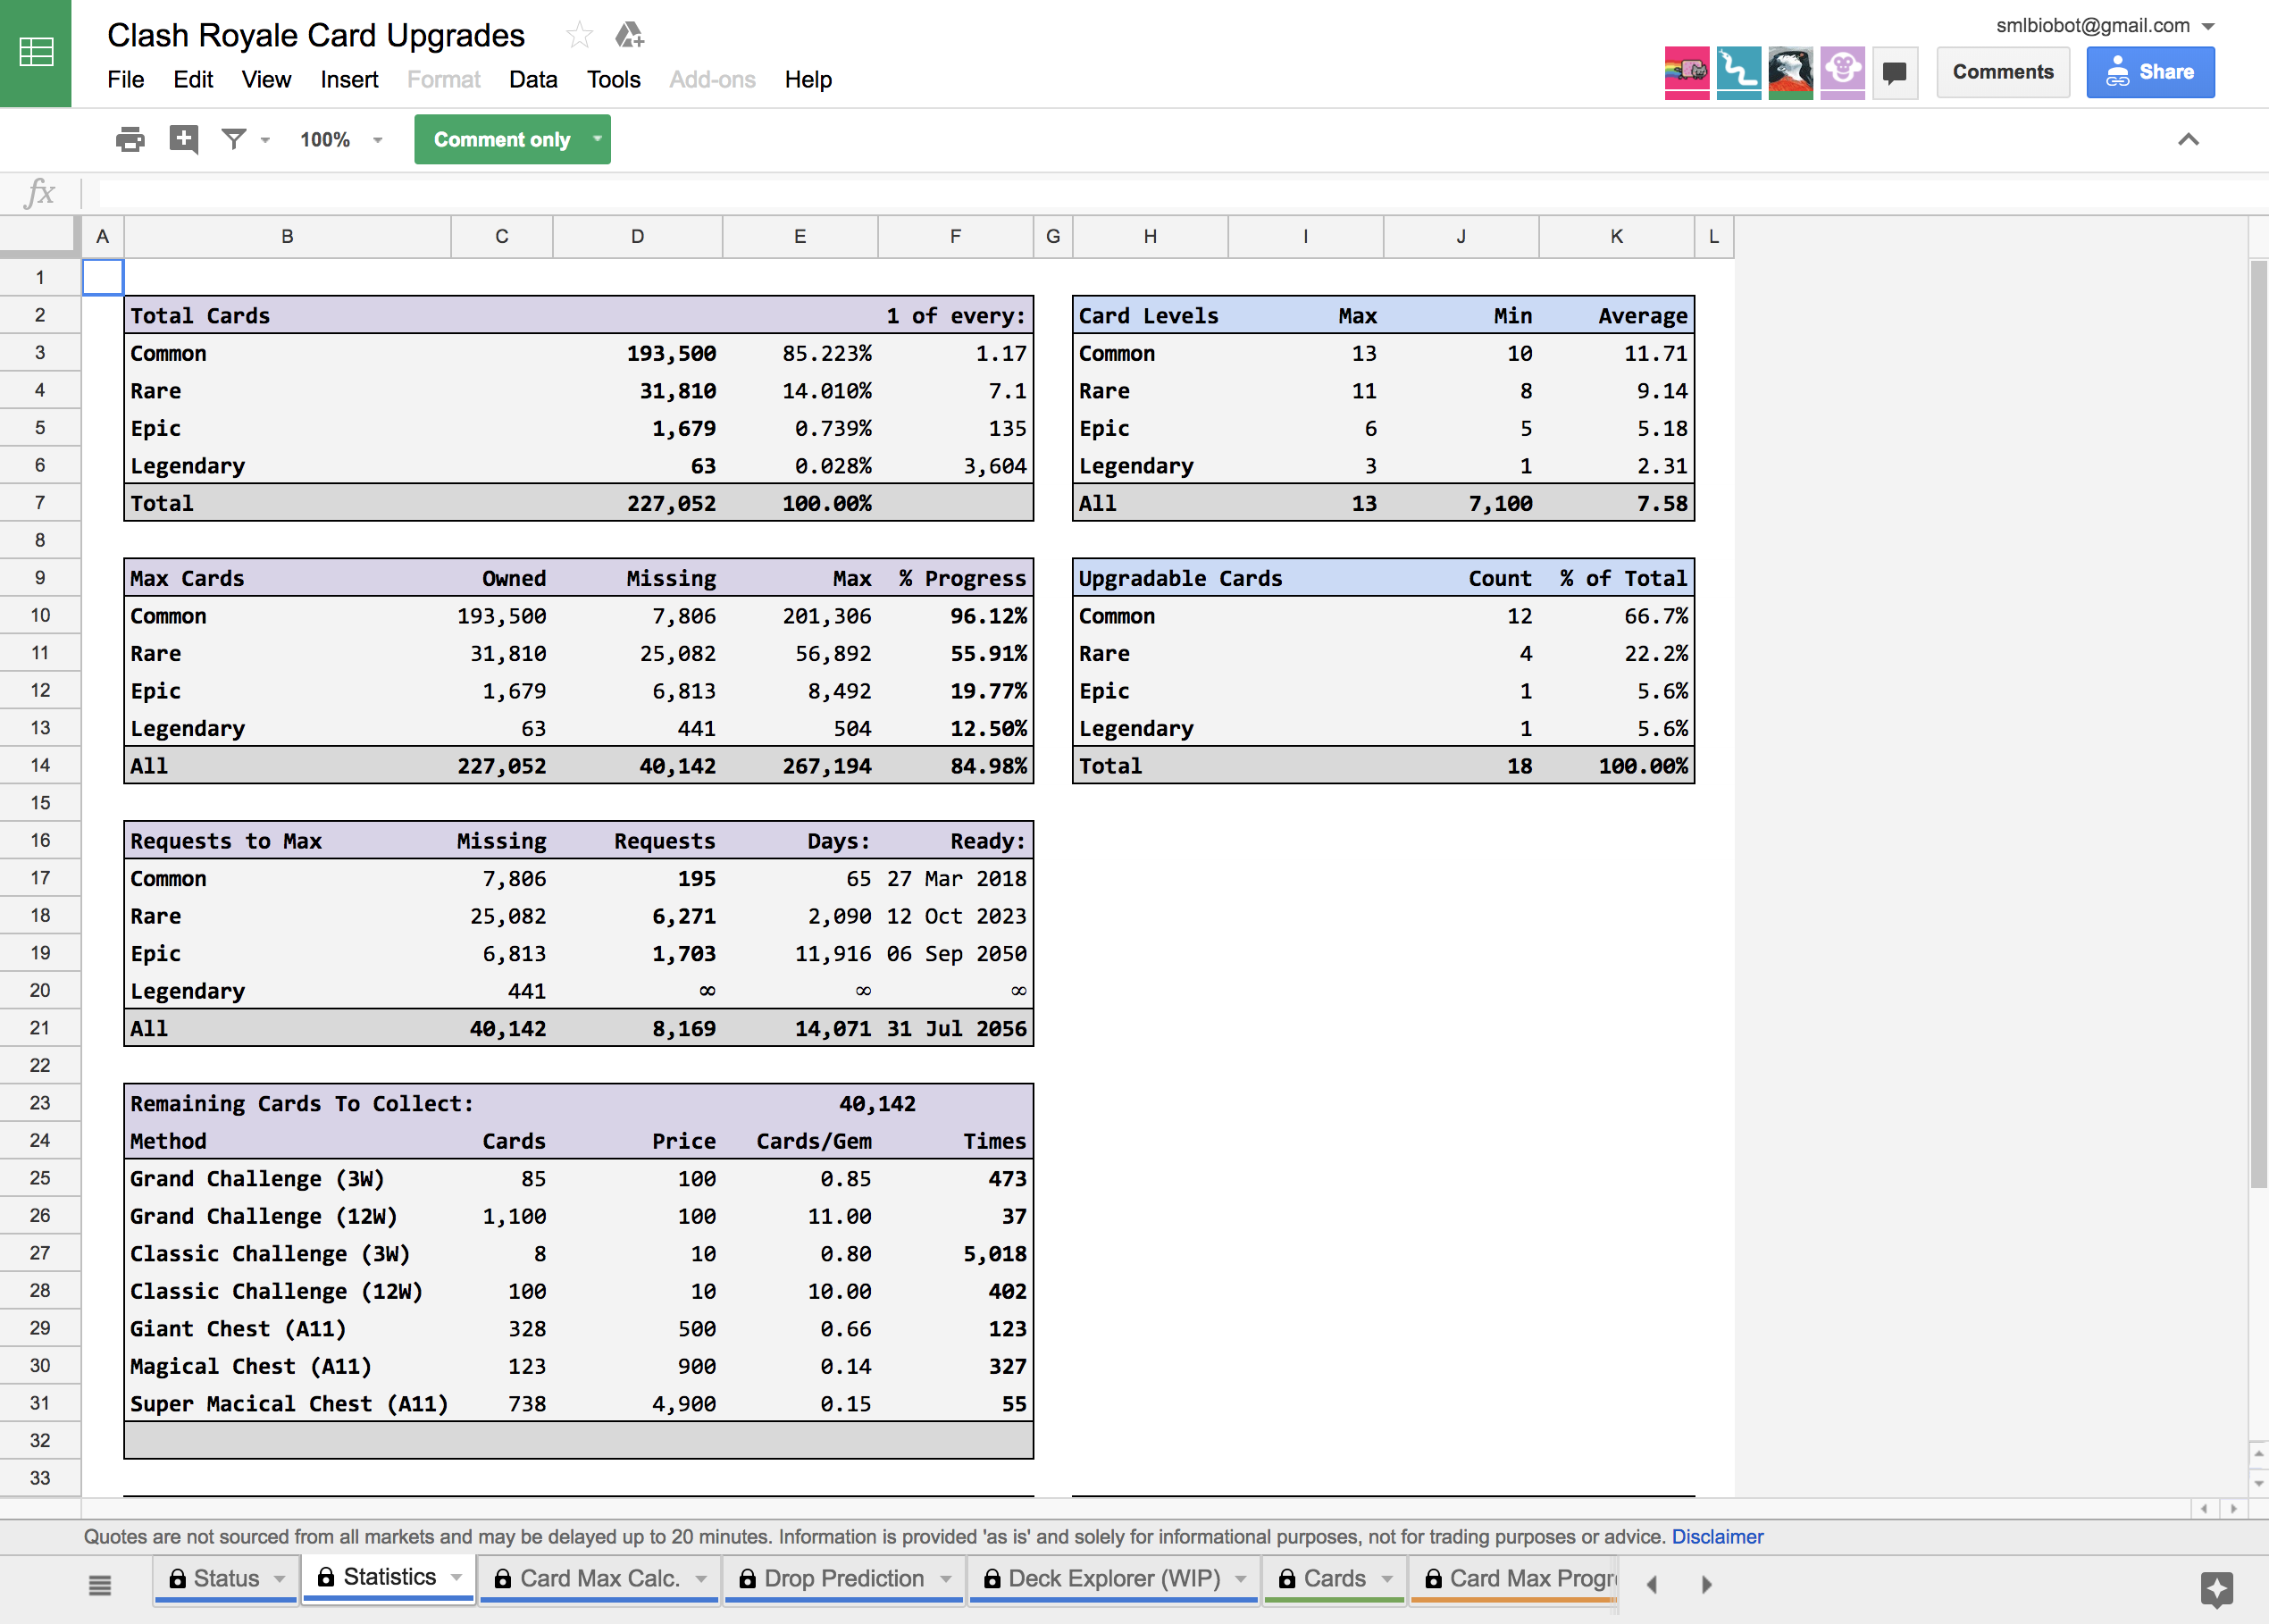 Clash Royale Card Upgrades
smlbiobot@gmail.com
File Edit View Insert Format Data Tools Add-ons Help
Comments Share
100% Comment only
fx
A B C D E F G H I J K L
1
2 Total Cards 1 of every: Card Levels Max Min Average
3 Common 193,500 85.223% 1.17 Common 13 10 11.71
4 Rare 31,810 14.010% 7.1 Rare 11 8 9.14
5 Epic 1,679 0.739% 135 Epic 6 5 5.18
6 Legendary 63 0.028% 3,604 Legendary 3 1 2.31
7 Total 227,052 100.00% All 13 7,100 7.58
8
9 Max Cards Owned Missing Max % Progress Upgradable Cards Count % of Total
10 Common 193,500 7,806 201,306 96.12% Common 12 66.7%
11 Rare 31,810 25,082 56,892 55.91% Rare 4 22.2%
12 Epic 1,679 6,813 8,492 19.77% Epic 1 5.6%
13 Legendary 63 441 504 12.50% Legendary 1 5.6%
14 All 227,052 40,142 267,194 84.98% Total 18 100.00%
15
16 Requests to Max Missing Requests Days: Ready:
17 Common 7,806 195 65 27 Mar 2018
18 Rare 25,082 6,271 2,090 12 Oct 2023
19 Epic 6,813 1,703 11,916 06 Sep 2050
20 Legendary 441 ∞ ∞ ∞
21 All 40,142 8,169 14,071 31 Jul 2056
22
23 Remaining Cards To Collect: 40,142
24 Method Cards Price Cards/Gem Times
25 Grand Challenge (3W) 85 100 0.85 473
26 Grand Challenge (12W) 1,100 100 11.00 37
27 Classic Challenge (3W) 8 10 0.80 5,018
28 Classic Challenge (12W) 100 10 10.00 402
29 Giant Chest (A11) 328 500 0.66 123
30 Magical Chest (A11) 123 900 0.14 327
31 Super Macical Chest (A11) 738 4,900 0.15 55
32
33
Quotes are not sourced from all markets and may be delayed up to 20 minutes. Information is provided 'as is' and solely for informational purposes, not for trading purposes or advice. Disclaimer
Status Statistics Card Max Calc. Drop Prediction Deck Explorer (WIP) Cards Card Max Progr